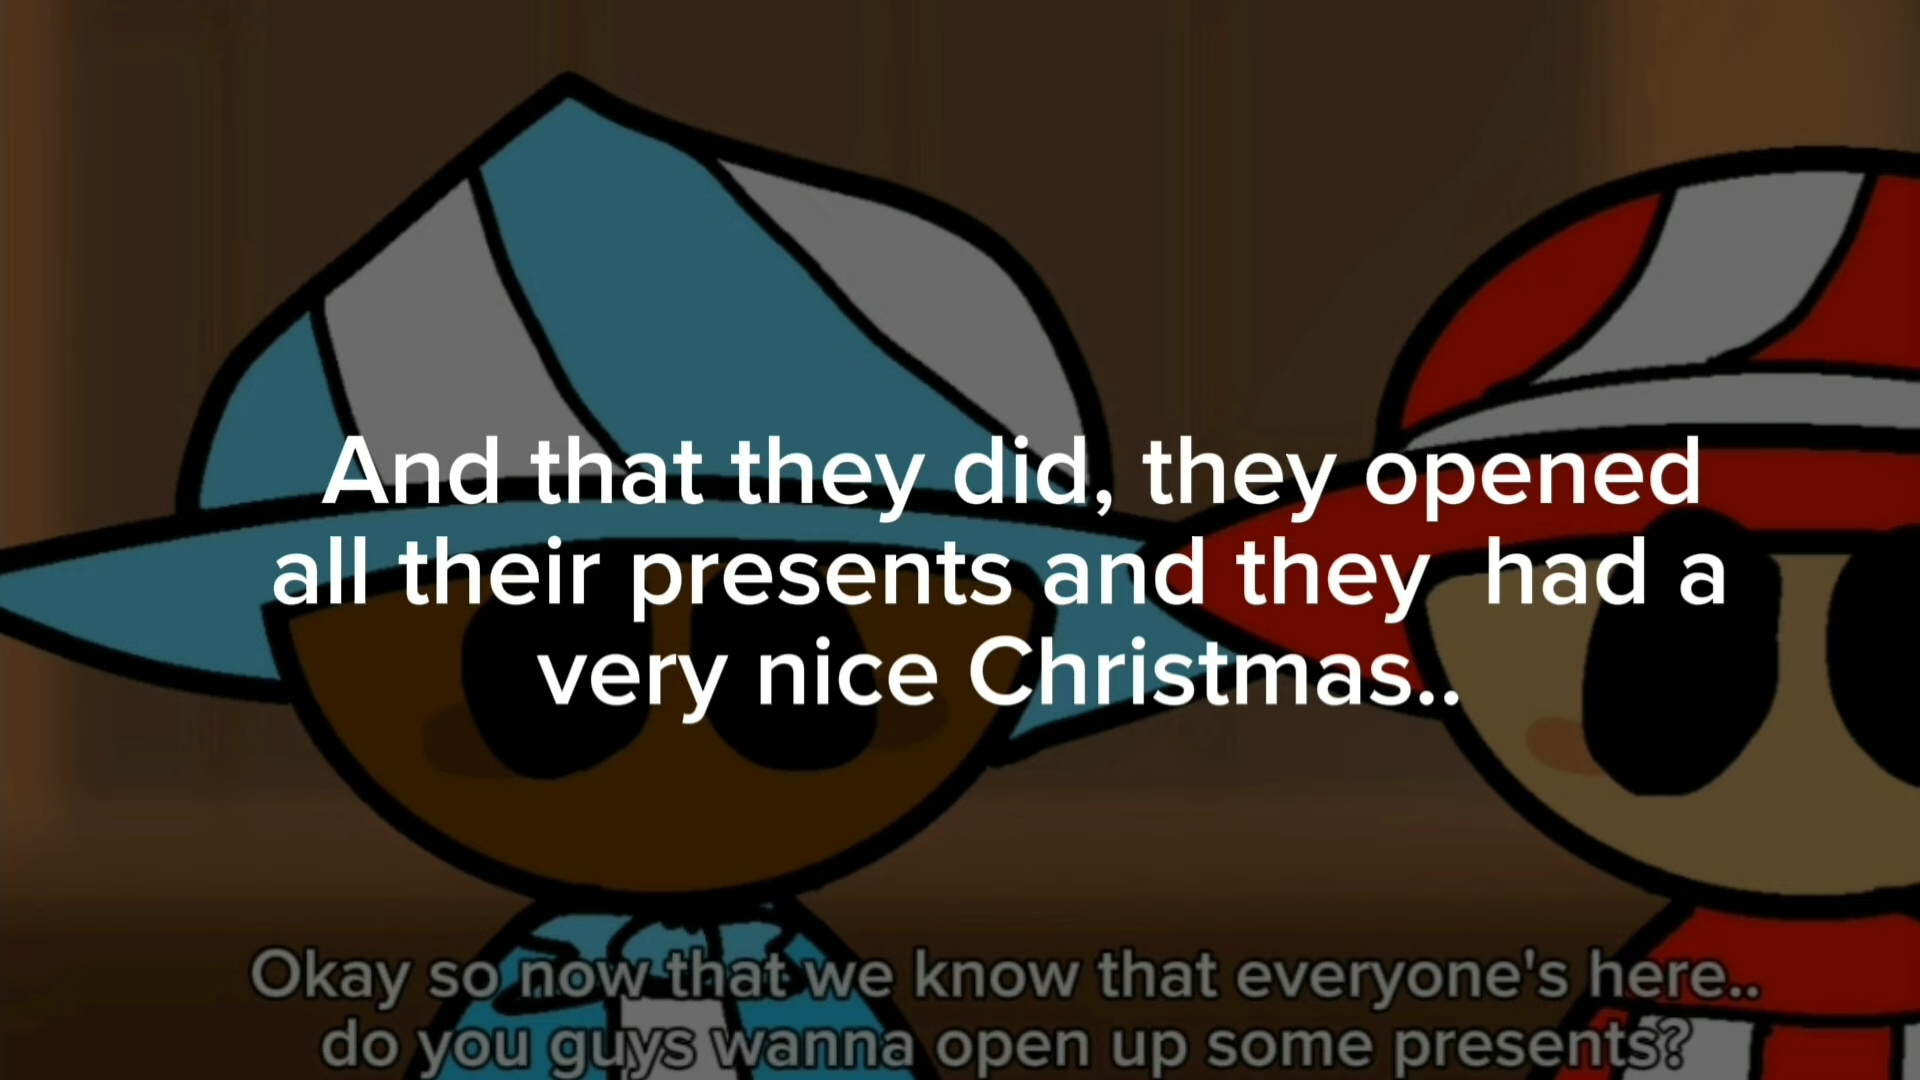 And that they did, they opened
all their presents and they  had a
very nice Christmas..
Okay so now that we know that everyone's here..
do you guys wanna open up some presents?